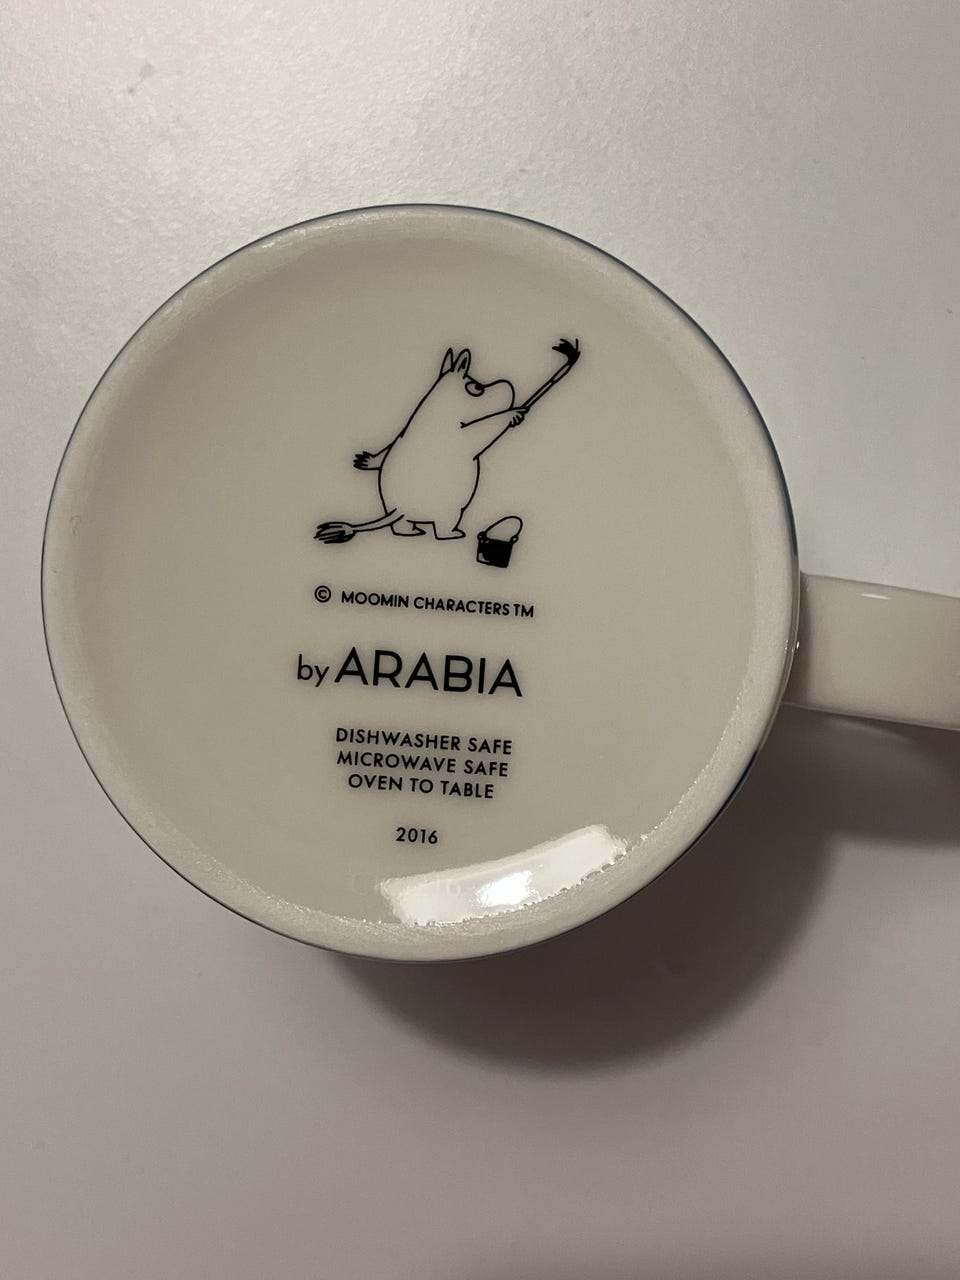 © MOOMIN CHARACTERS TM
by ARABIA
DISHWASHER SAFE
MICROWAVE SAFE
OVEN TO TABLE
2016